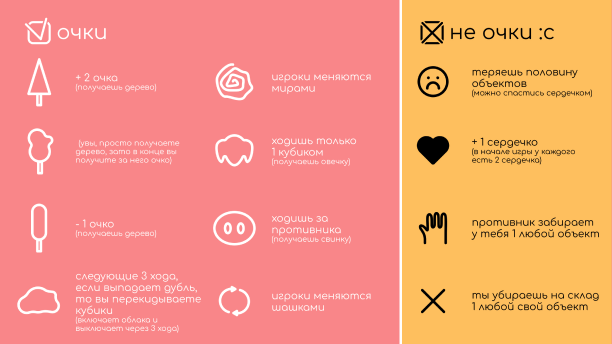 очки
+ 2 очка
(получаешь дерево)
(увы, просто получаете
дерево, зато в конце вы
получите за него очко)
- 1 очко
(получаешь дерево)
следующие 3 хода,
если выпадает дубль,
то вы перекидываете
кубики
(включает облако и
выключает через 3 хода)
игроки меняются
мирами
ходишь только
1 кубиком
(получаешь овечку)
ходишь за
противника
(получаешь свинку)
игроки меняются
шашками
не очки :с
теряешь половину
объектов
(можно спастись сердечком)
+ 1 сердечко
(в начале игры у каждого
есть 2 сердечка)
противник забирает
у тебя 1 любой объект
ты убираешь на склад
1 любой свой объект